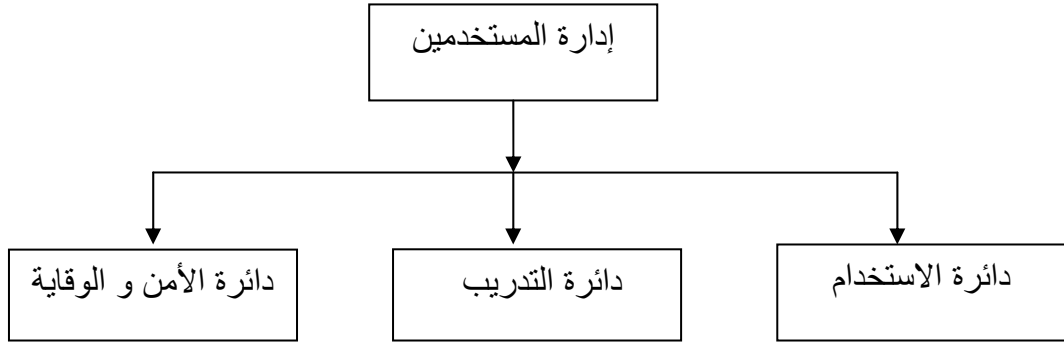 إدارة المستخدمين
دائرة الاستخدام
دائرة التدريب
دائرة الأمن و الوقاية